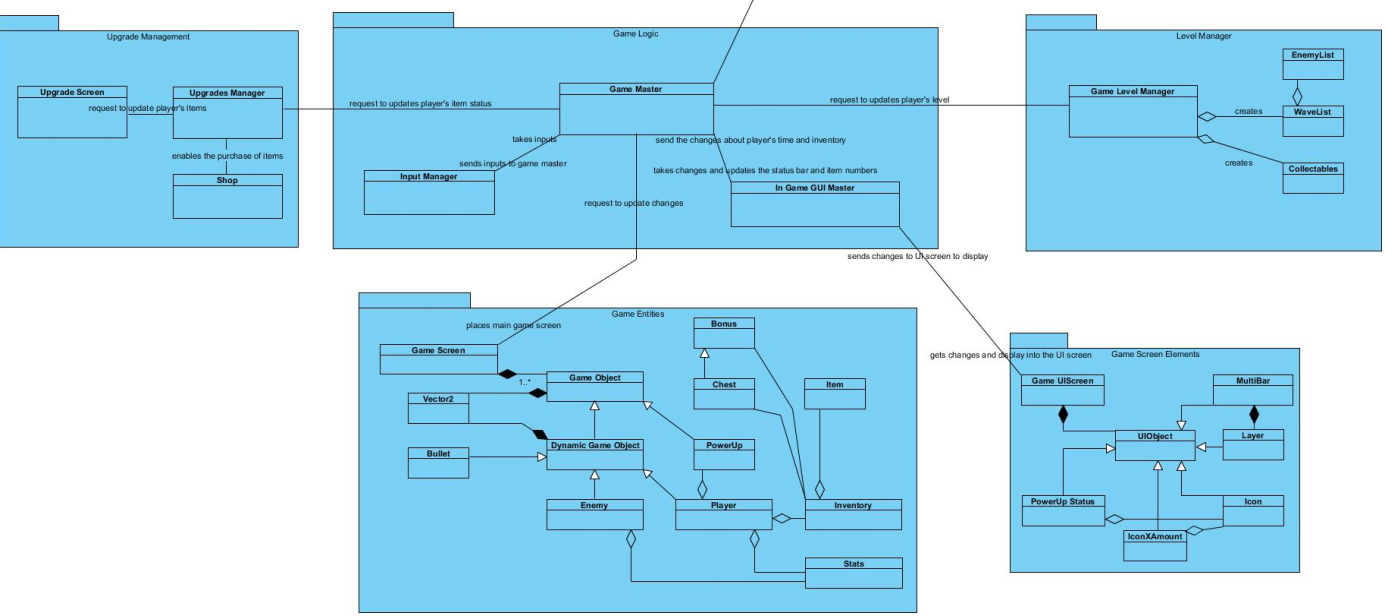 Upgrade Management
Upgrade Screen
Upgrades Manager
request to update player's items
enables the purchase of items
Shop
request to updates player's item status
Game Logic
Game Master
takes inputs
sends inputs to game master
Input Manager
send the changes about player's time and inventory
takes changes and updates the status bar and item numbers
In Game GUI Master
request to update changes
request to updates player's level
Level Manager
Game Level Manager
EnemyList
creates
WaveList
creates
Collectables
sends changes to UI screen to display
Game Entities
places main game screen
Game Screen
1..*
Game Object
Vector2
Bonus
Chest
Item
Bullet
Dynamic Game Object
PowerUp
Enemy
Player
Inventory
Stats
gets changes and display into the UI screen
Game Screen Elements
Game UIScreen
MultiBar
UIObject
Layer
PowerUp Status
Icon
IconXAmount